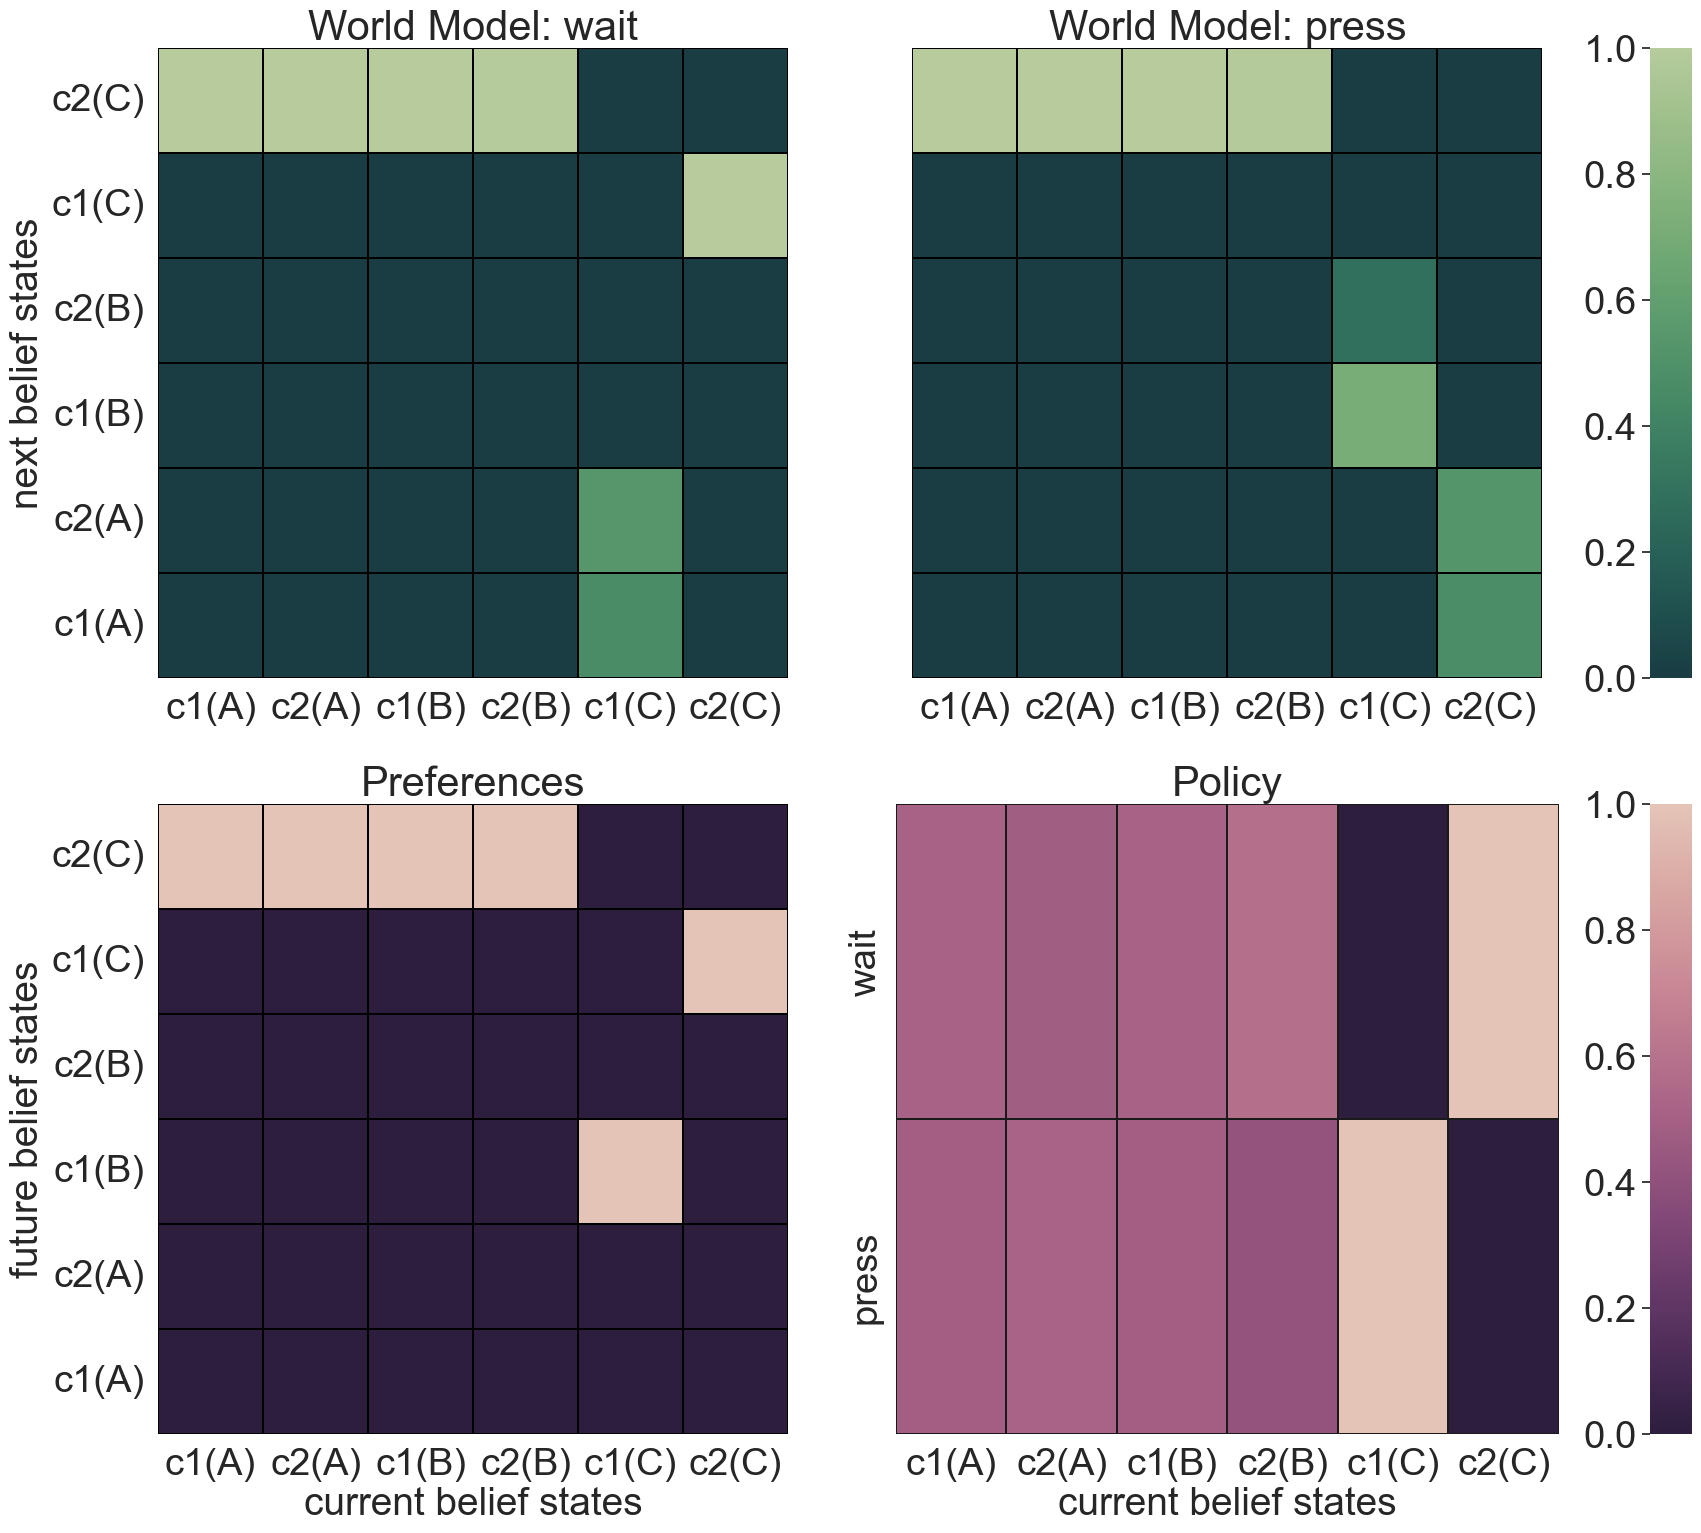 World Model: wait
World Model: press
next belief states
c2(C)
c1(C)
c2(B)
c1(B)
c2(A)
c1(A)
c1(A) c2(A) c1(B) c2(B) c1(C) c2(C)
c1(A) c2(A) c1(B) c2(B) c1(C) c2(C)
1.0
0.8
0.6
0.4
0.2
0.0
Preferences
Policy
future belief states
c2(C)
c1(C)
c2(B)
c1(B)
c2(A)
c1(A)
c1(A) c2(A) c1(B) c2(B) c1(C) c2(C)
current belief states
wait
press
c1(A) c2(A) c1(B) c2(B) c1(C) c2(C)
current belief states
1.0
0.8
0.6
0.4
0.2
0.0